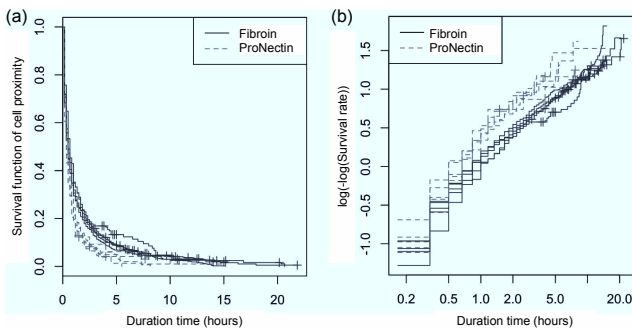 (a)
Survival function of cell proximity
1.0
0.8
0.6
0.4
0.2
0.0
Fibroin
ProNectin
0 5 10 15 20
Duration time (hours)
(b)
log(-log(Survival rate))
1.5
1.0
0.5
0.0
-0.5
-1.0
Fibroin
ProNectin
0.2 0.5 1.0 2.0 5.0 20.0
Duration time (hours)